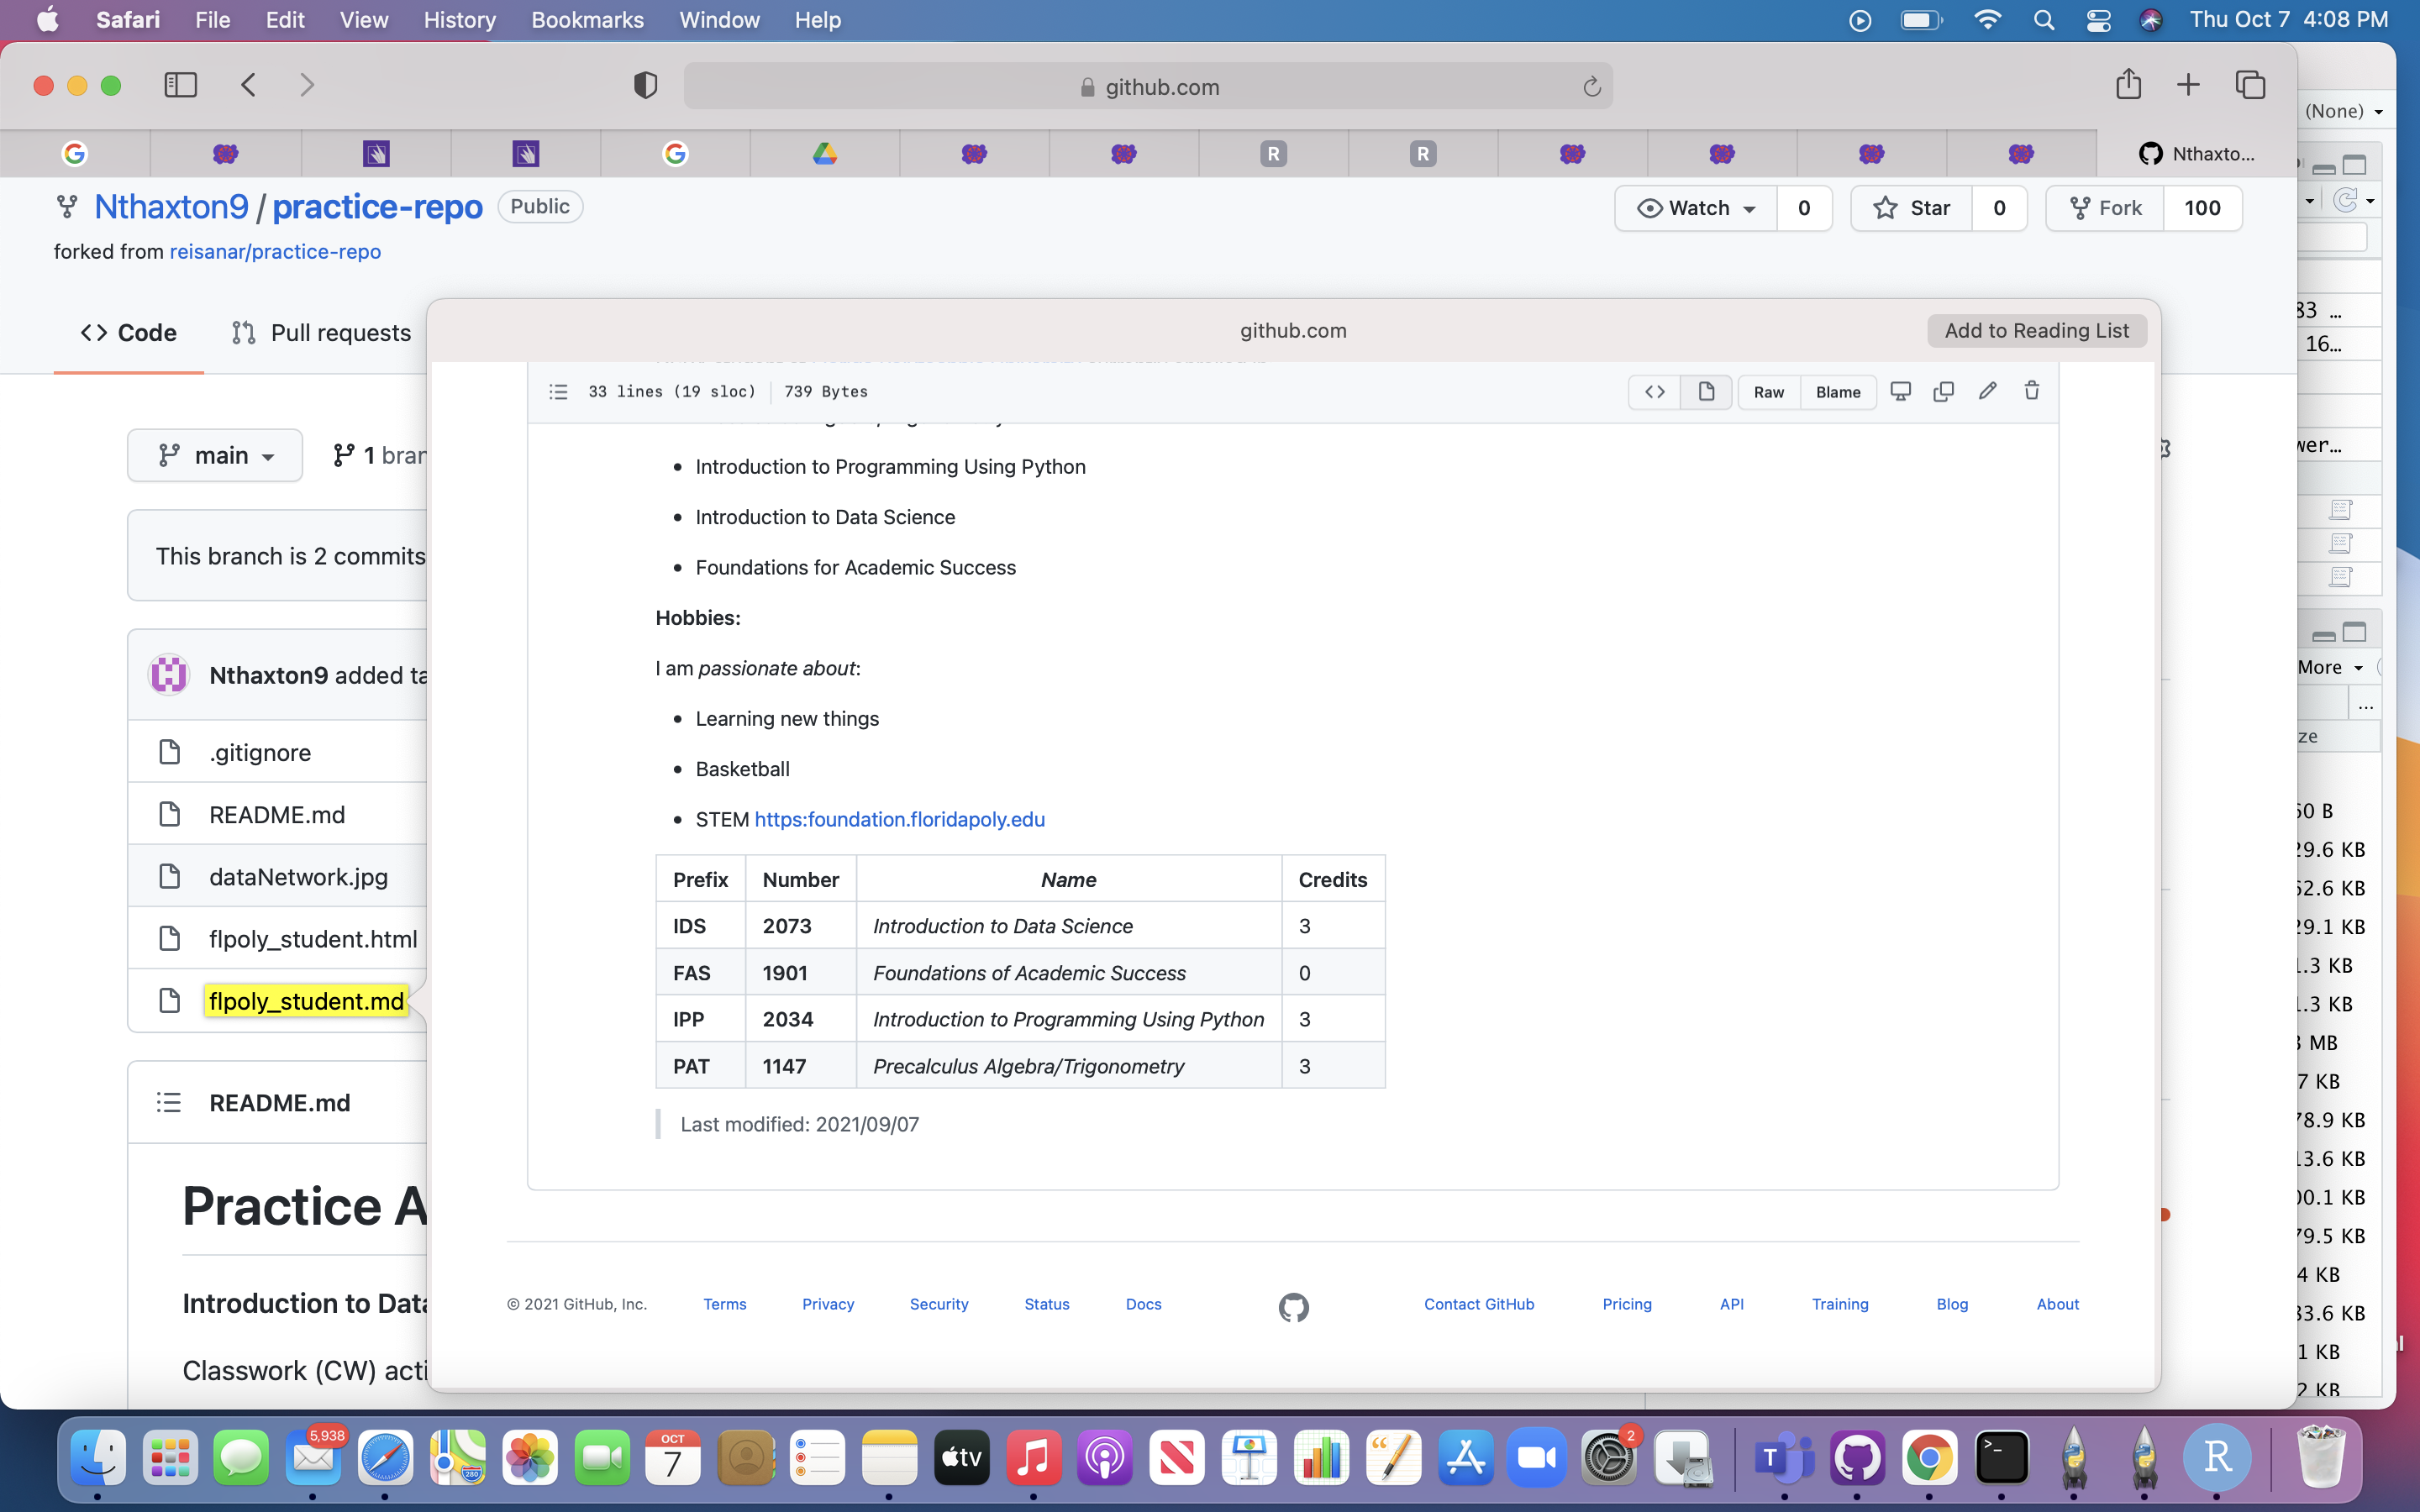 Safari File Edit View History Bookmarks Window Help Thu Oct 7 4:08 PM
github.com
(None)
G G R R Nthaxto...
Nthaxton9 / practice-repo Public Watch 0 Star 0 Fork 100
forked from reisanar/practice-repo
Code Pull requests
github.com Add to Reading List
33 lines (19 sloc) 739 Bytes Raw Blame
main 1 bran
• Introduction to Programming Using Python
• Introduction to Data Science
This branch is 2 commits
• Foundations for Academic Success
Hobbies:
I am passionate about:
Nthaxton9 added ta
• Learning new things
.gitignore
• Basketball
README.md
• STEM https:foundation.floridapoly.edu
dataNetwork.jpg
flpoly_student.html
flpoly_student.md
Prefix Number Name Credits
IDS 2073 Introduction to Data Science 3
FAS 1901 Foundations of Academic Success 0
IPP 2034 Introduction to Programming Using Python 3
PAT 1147 Precalculus Algebra/Trigonometry 3
README.md
Last modified: 2021/09/07
Practice A
Introduction to Data
Classwork (CW) acti
© 2021 GitHub, Inc. Terms Privacy Security Status Docs Contact GitHub Pricing API Training Blog About
83 ...
16...
wer...
More
...
ze
60 B
29.6 KB
62.6 KB
29.1 KB
1.3 KB
1.3 KB
MB
7 KB
78.9 KB
13.6 KB
00.1 KB
79.5 KB
4 KB
33.6 KB
1 KB
2 KB
5,938 280 OCT 7 tv 2 T >_ R